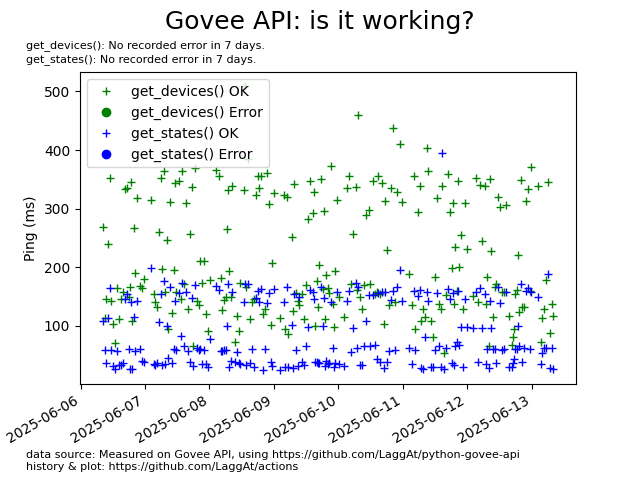 Govee API: is it working?
get_devices(): No recorded error in 7 days.
get_states(): No recorded error in 7 days.
get_devices() OK
get_devices() Error
get_states() OK
get_states() Error
500
400
300
200
100
Ping (ms)
2025-06-06
2025-06-07
2025-06-08
2025-06-09
2025-06-10
2025-06-11
2025-06-12
2025-06-13
data source: Measured on Govee API, using https://github.com/LaggAt/python-govee-api
history & plot: https://github.com/LaggAt/actions